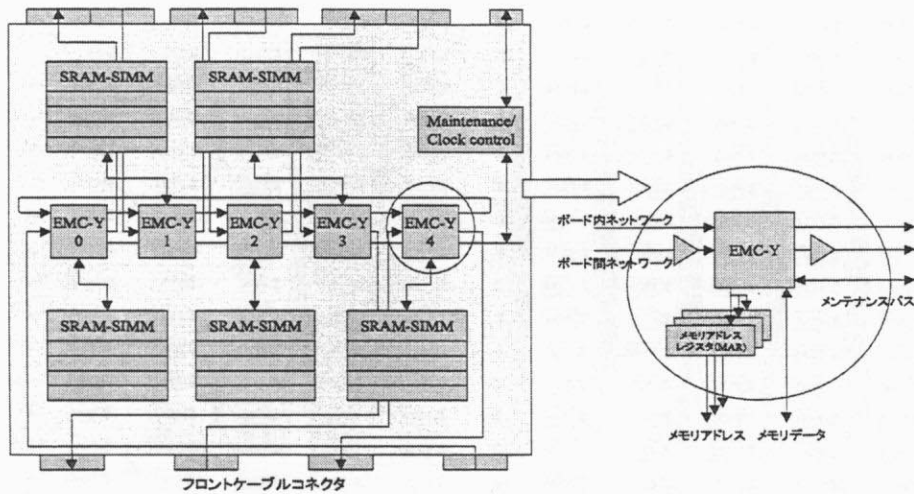 SRAM-SIMM
SRAM-SIMM
Maintenance/
Clock control
EMC-Y
0
EMC-Y
1
EMC-Y
2
EMC-Y
3
EMC-Y
4
SRAM-SIMM
SRAM-SIMM
SRAM-SIMM
フロントケーブルコネクタ
ボード内ネットワーク
EMC-Y
ボード間ネットワーク
メンテナンスバス
メモリアドレス
レジスタ(MAR)
メモリアドレス
メモリデータ